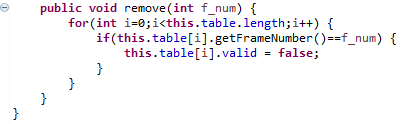 public void remove(int f_num) {
for(int i=0;i<this.table.length;i++) {
if(this.table[i].getFrameNumber()==f_num) {
this.table[i].valid = false;
}
}
}
}